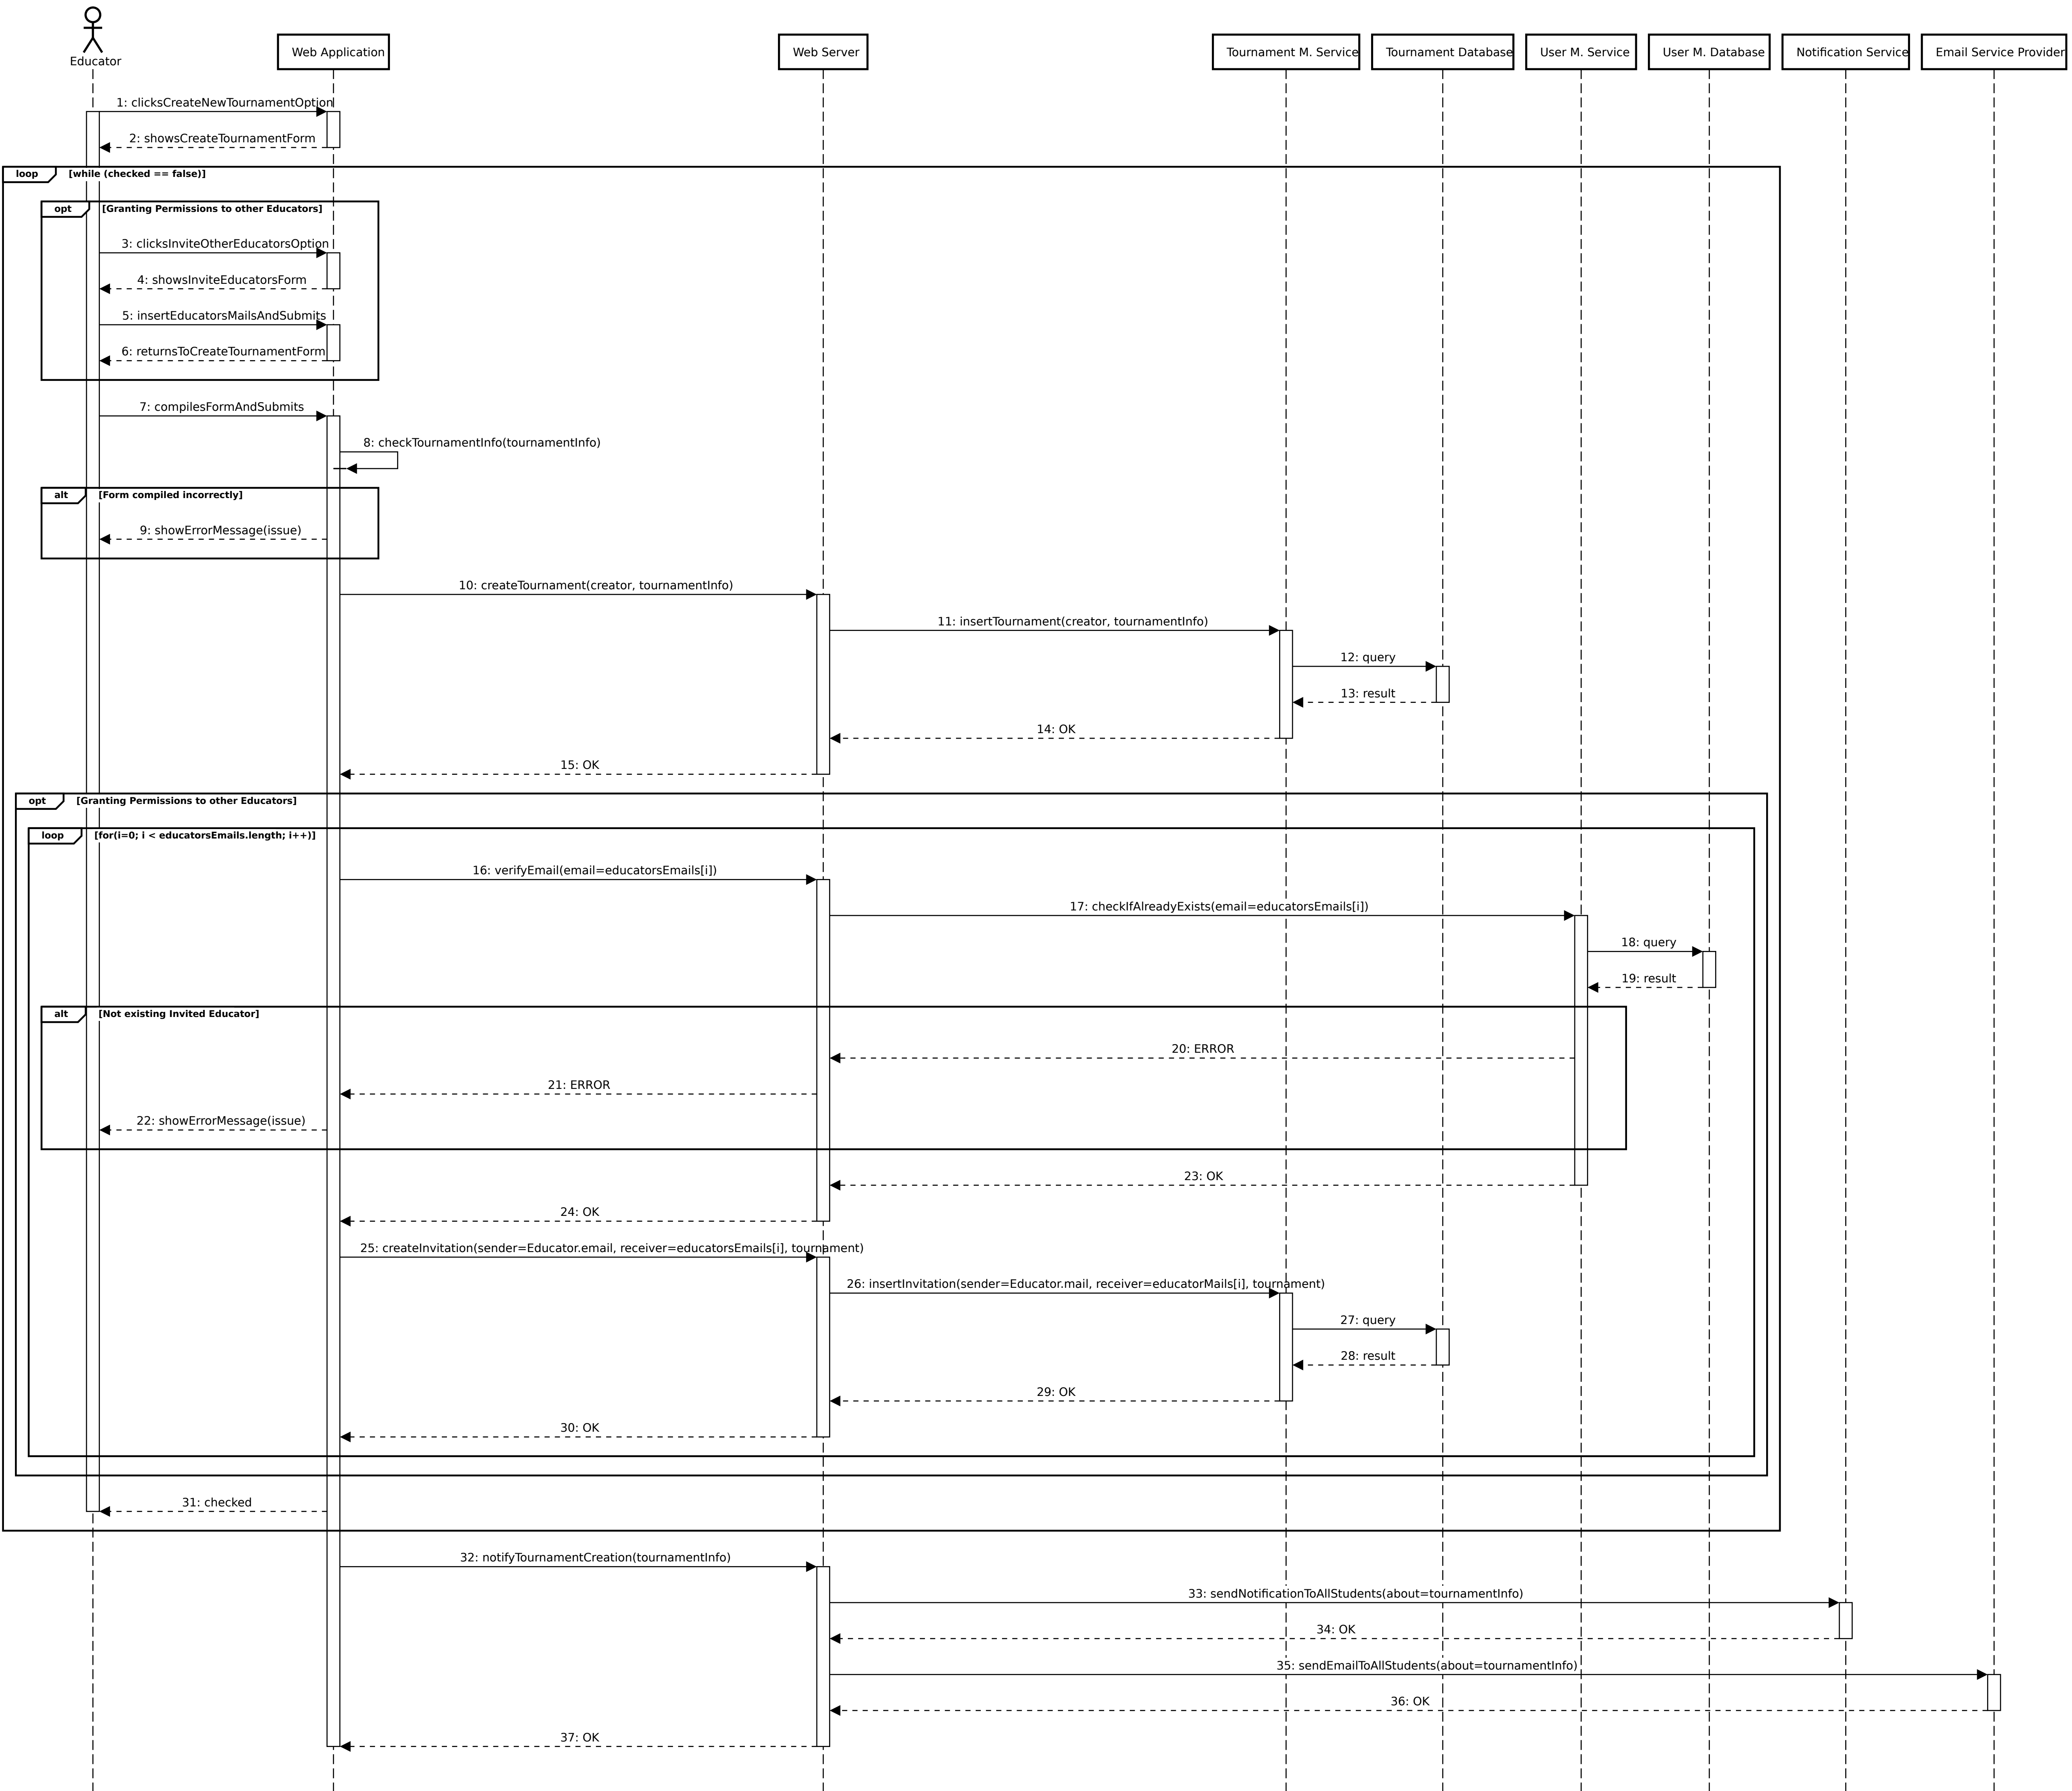 Educator
Web Application
Web Server
Tournament M. Service
Tournament Database
User M. Service
User M. Database
Notification Service
Email Service Provider
1: clicksCreateNewTournamentOption
2: showsCreateTournamentForm
loop [while (checked == false)]
opt [Granting Permissions to other Educators]
3: clicksInviteOtherEducatorsOption
4: showsInviteEducatorsForm
5: insertEducatorsMailsAndSubmits
6: returnsToCreateTournamentForm
7: compilesFormAndSubmits
8: checkTournamentInfo(tournamentInfo)
alt [Form compiled incorrectly]
9: showErrorMessage(issue)
10: createTournament(creator, tournamentInfo)
11: insertTournament(creator, tournamentInfo)
12: query
13: result
14: OK
15: OK
opt [Granting Permissions to other Educators]
loop [for(i=0; i < educatorsEmails.length; i++)]
16: verifyEmail(email=educatorsEmails[i])
17: checkIfAlreadyExists(email=educatorsEmails[i])
18: query
19: result
alt [Not existing Invited Educator]
20: ERROR
21: ERROR
22: showErrorMessage(issue)
23: OK
24: OK
25: createInvitation(sender=Educator.email, receiver=educatorsEmails[i], tournament)
26: insertInvitation(sender=Educator.mail, receiver=educatorMails[i], tournament)
27: query
28: result
29: OK
30: OK
31: checked
32: notifyTournamentCreation(tournamentInfo)
33: sendNotificationToAllStudents(about=tournamentInfo)
34: OK
35: sendEmailToAllStudents(about=tournamentInfo)
36: OK
37: OK